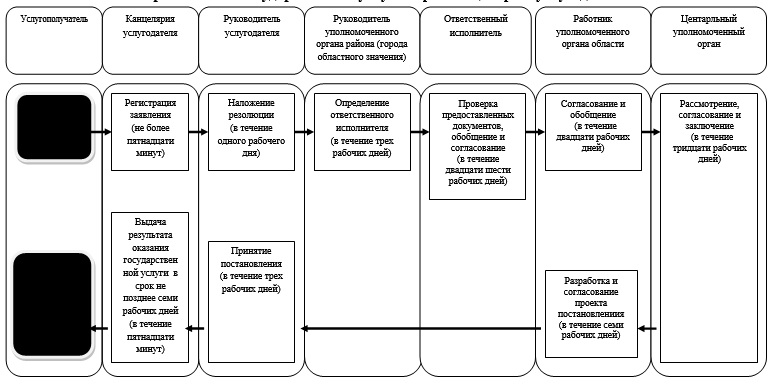 Услугополучатель
Канцелярия
услугодателя
Руководитель
услугодателя
Руководитель
уполномоченного
органа района (города
областного значения)
Ответственный
исполнитель
Работник
уполномоченного
органа области
Центарльный
уполномоченный
орган
Регистрация
заявления
(не более
пятнадцати
минут)
Наложение
резолюции
(в течение
одного рабочего
дня)
Определение
ответственного
исполнителя
(в течение трех
рабочих дней)
Проверка
предоставленных
документов,
обобщение и
согласование
(в течение
двадцати шести
рабочих дней)
Согласование и
обобщение
(в течение
двадцати рабочих
дней)
Рассмотрение,
согласование и
заключение
(в течение
тридцати рабочих
дней)
Выдача
результата
оказания
государствен
ной услуги в
срок не
позднее семи
рабочих дней
(в течение
пятнадцати
минут)
Принятие
постановления
(в течение трех
рабочих дней)
Разработка и
согласование
проекта
постановлениия
(в течение семи
рабочих дней)